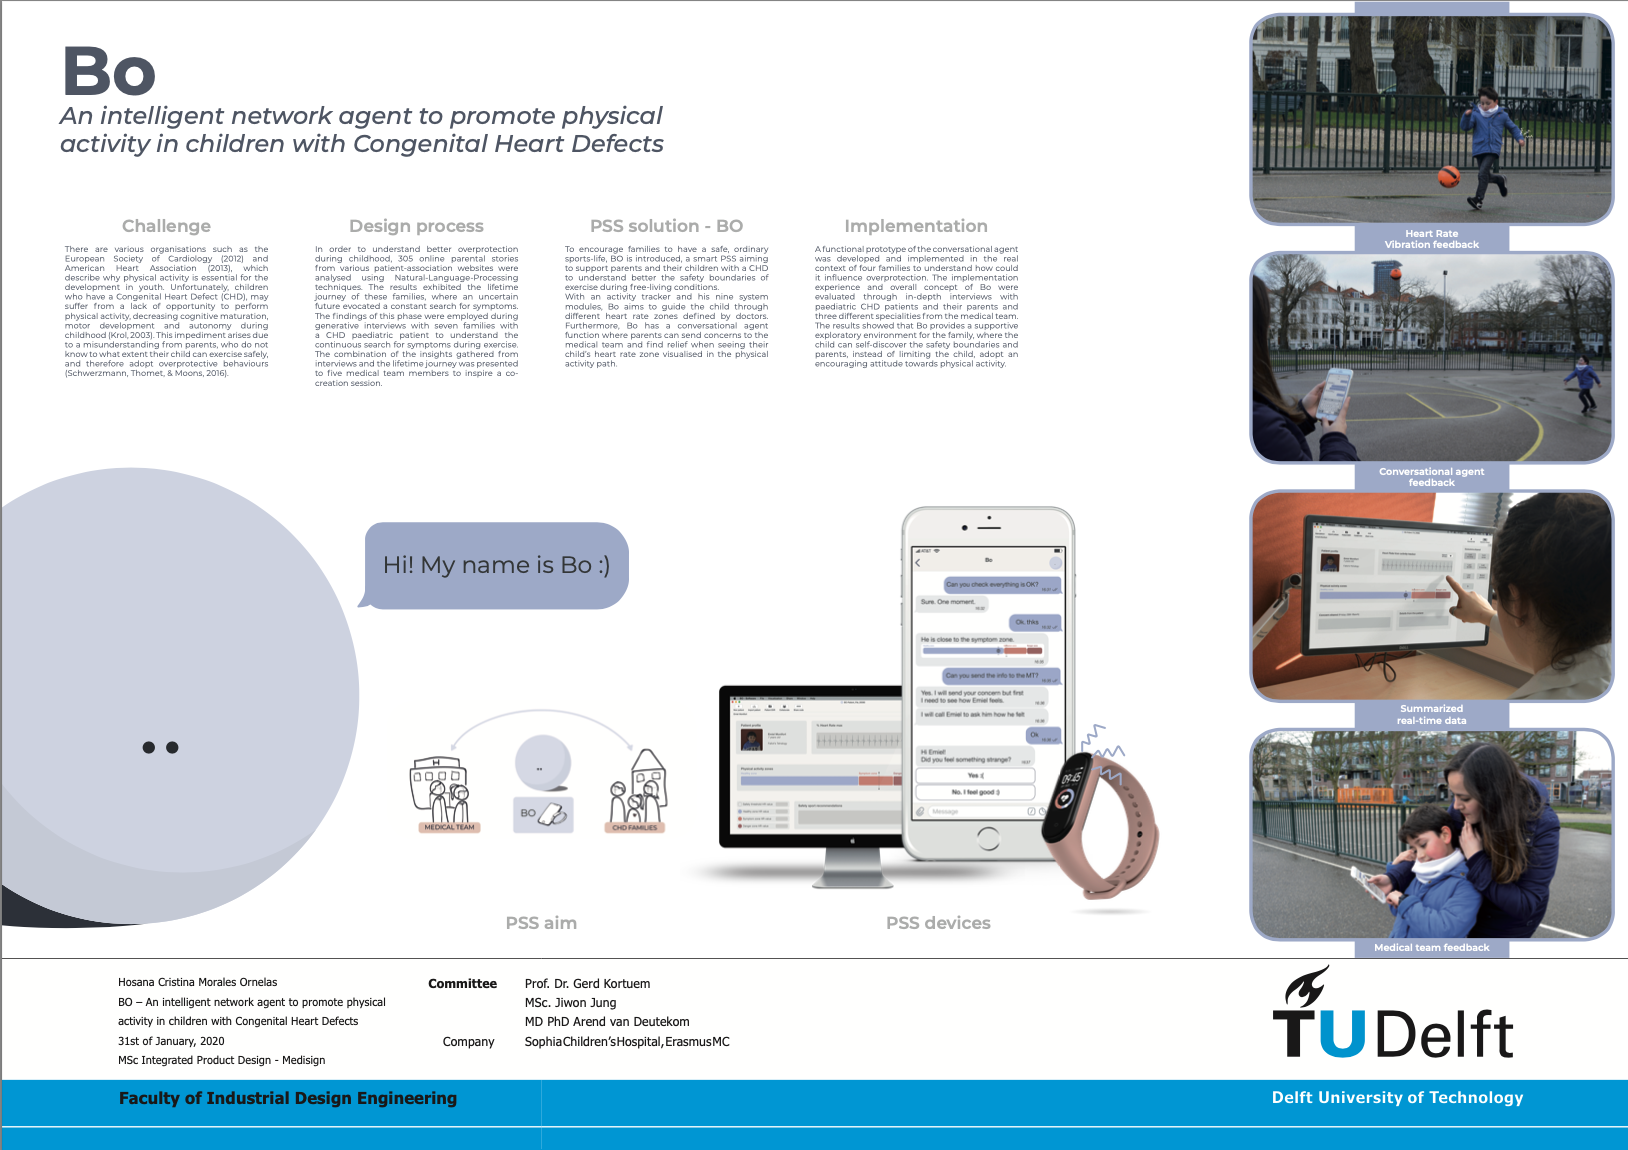 Bo
An intelligent network agent to promote physical
activity in children with Congenital Heart Defects
Challenge
There are various organisations such as the
European Society of Cardiology (2012) and
American Heart Association (2013), which
describe why physical activity is essential for the
development in youth. Unfortunately, children
who have a Congenital Heart Defect (CHD), may
suffer from a lack of opportunity to perform
physical activity, decreasing cognitive maturation,
motor development and autonomy during
childhood (Krol, 2003). This impediment arises due
to a misunderstanding from parents, who do not
know to what extent their child can exercise safely,
and therefore adopt overprotective behaviours
(Schwerzmann, Thomet, & Moons, 2016).
Design process
In order to understand better overprotection
during childhood, 305 online parental stories
from various patient-association websites were
analysed using Natural-Language-Processing
techniques. The results exhibited the lifetime
journey of these families, where an uncertain
future evocated a constant search for symptoms.
The findings of this phase were employed during
generative interviews with seven families with
a CHD paediatric patient to understand the
continuous search for symptoms during exercise.
The combination of the insights gathered from
interviews and the lifetime journey was presented
to five medical team members to inspire a co-
creation session.
PSS solution - BO
To encourage families to have a safe, ordinary
sports-life, BO is introduced, a smart PSS aiming
to support parents and their children with a CHD
to understand better the safety boundaries of
exercise during free-living conditions.
With an activity tracker and his nine system
modules, Bo aims to guide the child through
different heart rate zones defined by doctors.
Furthermore, Bo has a conversational agent
function where parents can send concerns to the
medical team and find relief when seeing their
child's heart rate zone visualised in the physical
activity path.
Implementation
A functional prototype of the conversational agent
was developed and implemented in the real
context of four families to understand how could
it influence overprotection. The implementation
experience and overall concept of Bo were
evaluated through in-depth interviews with
paediatric CHD patients and their parents and
three different specialities from the medical team.
The results showed that Bo provides a supportive
exploratory environment for the family, where the
child can self-discover the safety boundaries and
parents, instead of limiting the child, adopt an
encouraging attitude towards physical activity.
Heart Rate
Vibration feedback
Conversational agent
feedback
Summarized
real-time data
Medical team feedback
Hi! My name is Bo :)
H
MEDICAL TEAM
BO
CHD FAMILIES
PSS aim
Bo
Can you check everything is OK?
Sure. One moment.
Ok, thks
He is close to the symptom zone.
Can you send the info to the MT?
Yes. I will send your concern but first
I need to see how Emiel feels.
I will call Emiel to ask him how he felt
Ok
Hi Emiel!
Did you feel something strange?
Yes :(
No. I feel good :)
Message
09:45
PSS devices
Hosana Cristina Morales Ornelas
BO – An intelligent network agent to promote physical
activity in children with Congenital Heart Defects
31st of January, 2020
MSc Integrated Product Design - Medisign
Committee
Prof. Dr. Gerd Kortuem
MSc. Jiwon Jung
MD PhD Arend van Deutekom
Company
Sophia Children's Hospital, Erasmus MC
TU Delft
Faculty of Industrial Design Engineering
Delft University of Technology